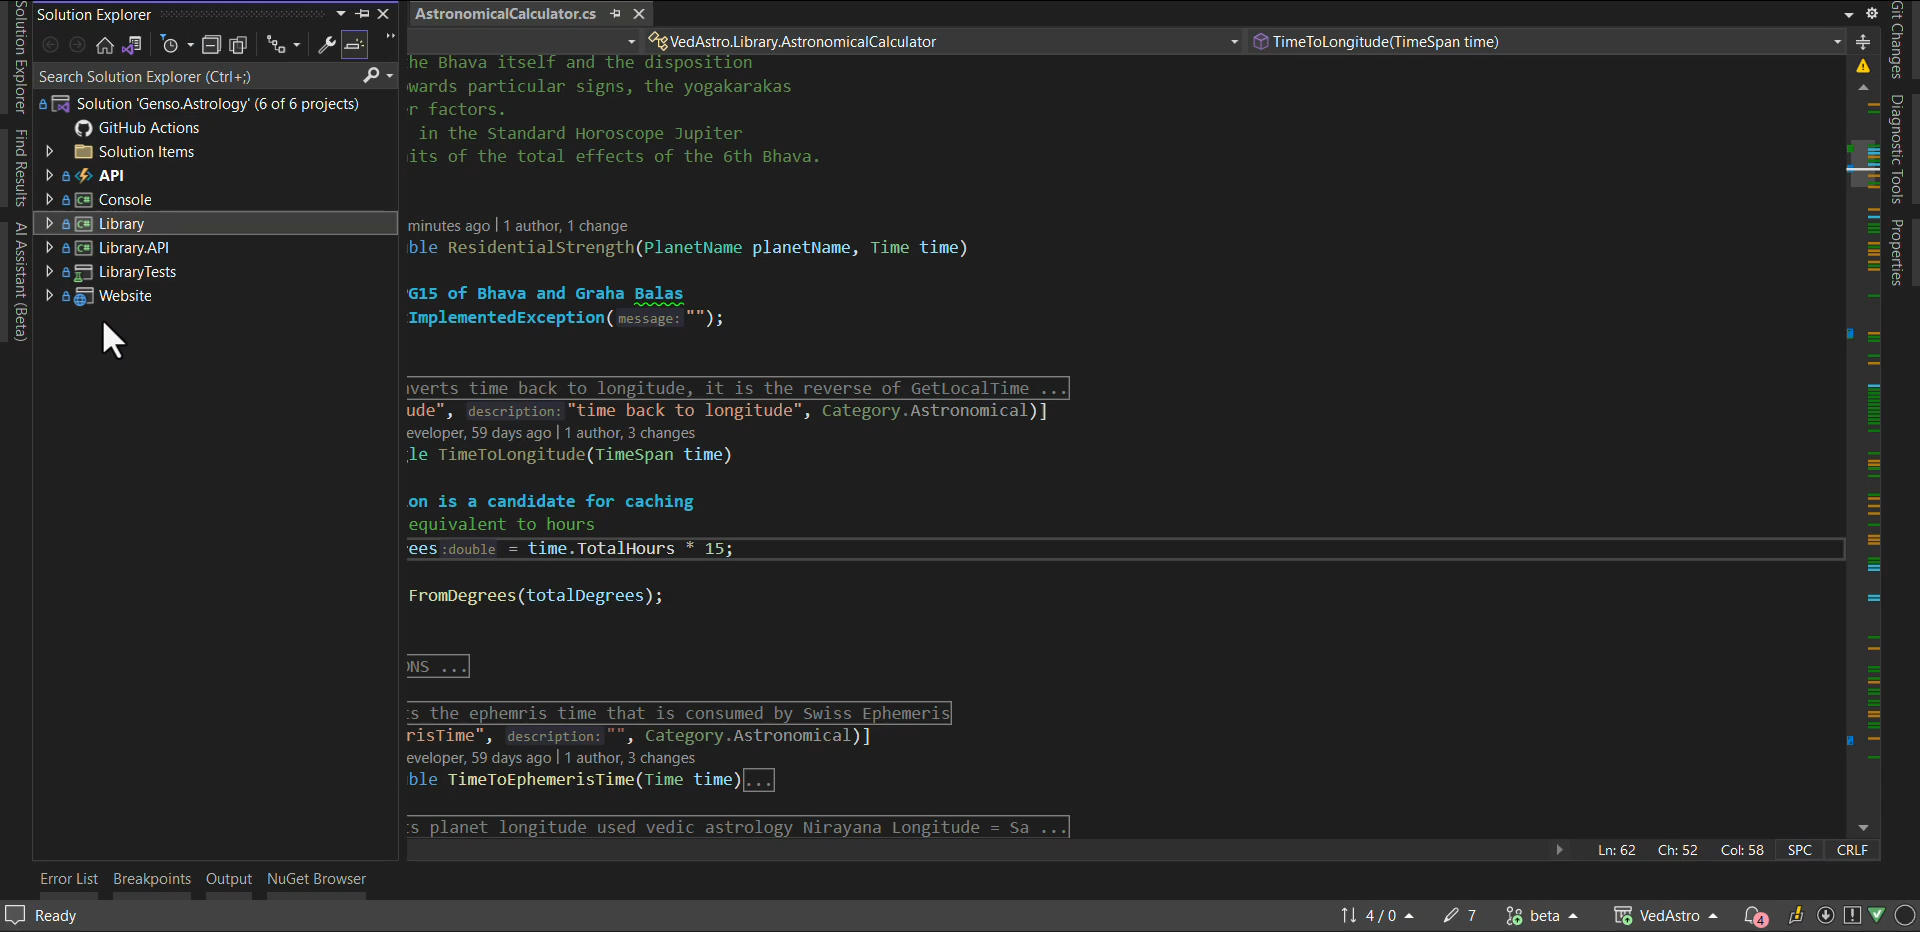 Solution Explorer
AstronomicalCalculator.cs
VedAstro.Library.AstronomicalCalculator
TimeToLongitude(TimeSpan time)
Search Solution Explorer (Ctrl+;)
Solution 'Genso.Astrology' (6 of 6 projects)
GitHub Actions
Solution Items
API
Console
Library
Library.API
LibraryTests
Website
Solution Explorer
Find Results
AI Assistant (Beta)
he Bhava itself and the disposition
wards particular signs, the yogakarakas
r factors.
in the Standard Horoscope Jupiter
its of the total effects of the 6th Bhava.
minutes ago | 1 author, 1 change
ble ResidentialStrength(PlanetName planetName, Time time)
G15 of Bhava and Graha Balas
ImplementedException( message: "");
verts time back to longitude, it is the reverse of GetLocalTime ...
ude", description: "time back to longitude", Category.Astronomical)]
eveloper, 59 days ago | 1 author, 3 changes
le TimeToLongitude(TimeSpan time)
on is a candidate for caching
equivalent to hours
ees :double = time.TotalHours * 15;
FromDegrees(totalDegrees);
ONS ...
s the ephemris time that is consumed by Swiss Ephemeris
risTime", description: "", Category.Astronomical)]
eveloper, 59 days ago | 1 author, 3 changes
ble TimeToEphemerisTime(Time time)...
s planet longitude used vedic astrology Nirayana Longitude = Sa ...
Git Changes
Diagnostic Tools
Properties
Ln: 62 Ch: 52 Col: 58 SPC CRLF
Error List Breakpoints Output NuGet Browser
Ready
4 / 0 7 beta VedAstro 4